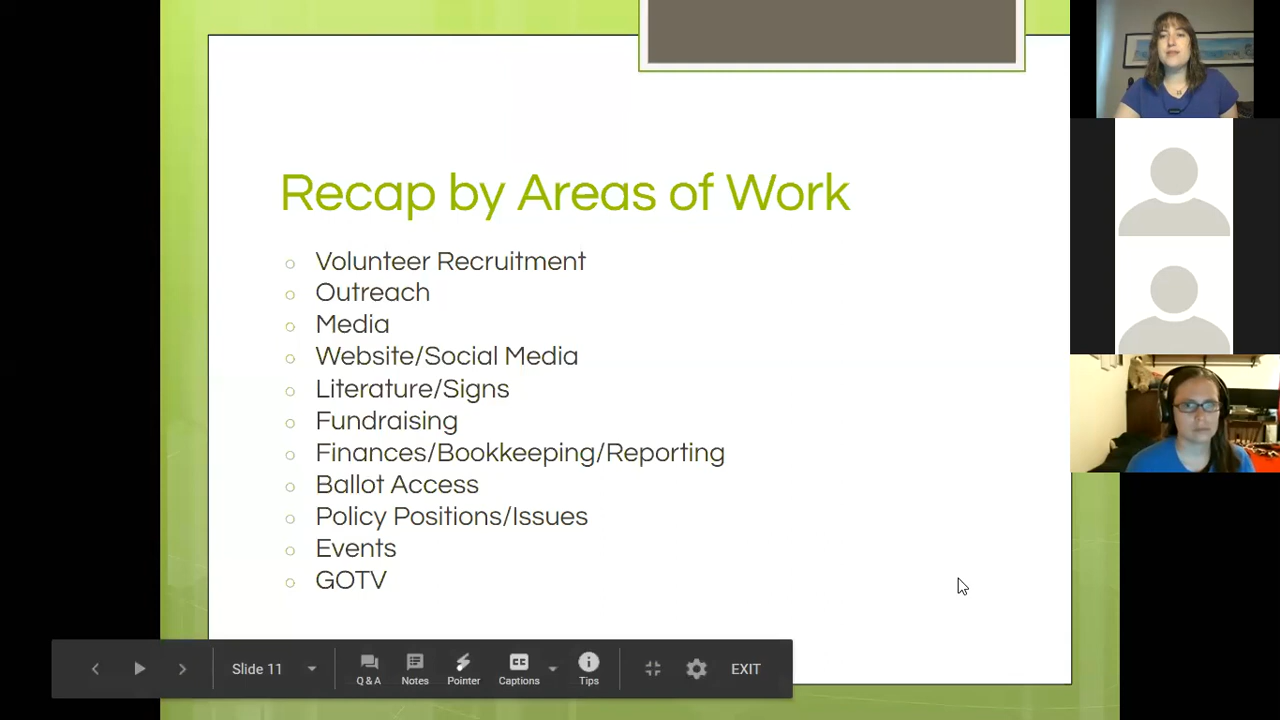 Recap by Areas of Work
Volunteer Recruitment
Outreach
Media
Website/Social Media
Literature/Signs
Fundraising
Finances/Bookkeeping/Reporting
Ballot Access
Policy Positions/Issues
Events
GOTV
Slide 11
Q & A
Notes
Pointer
CC
Captions
Tips
EXIT